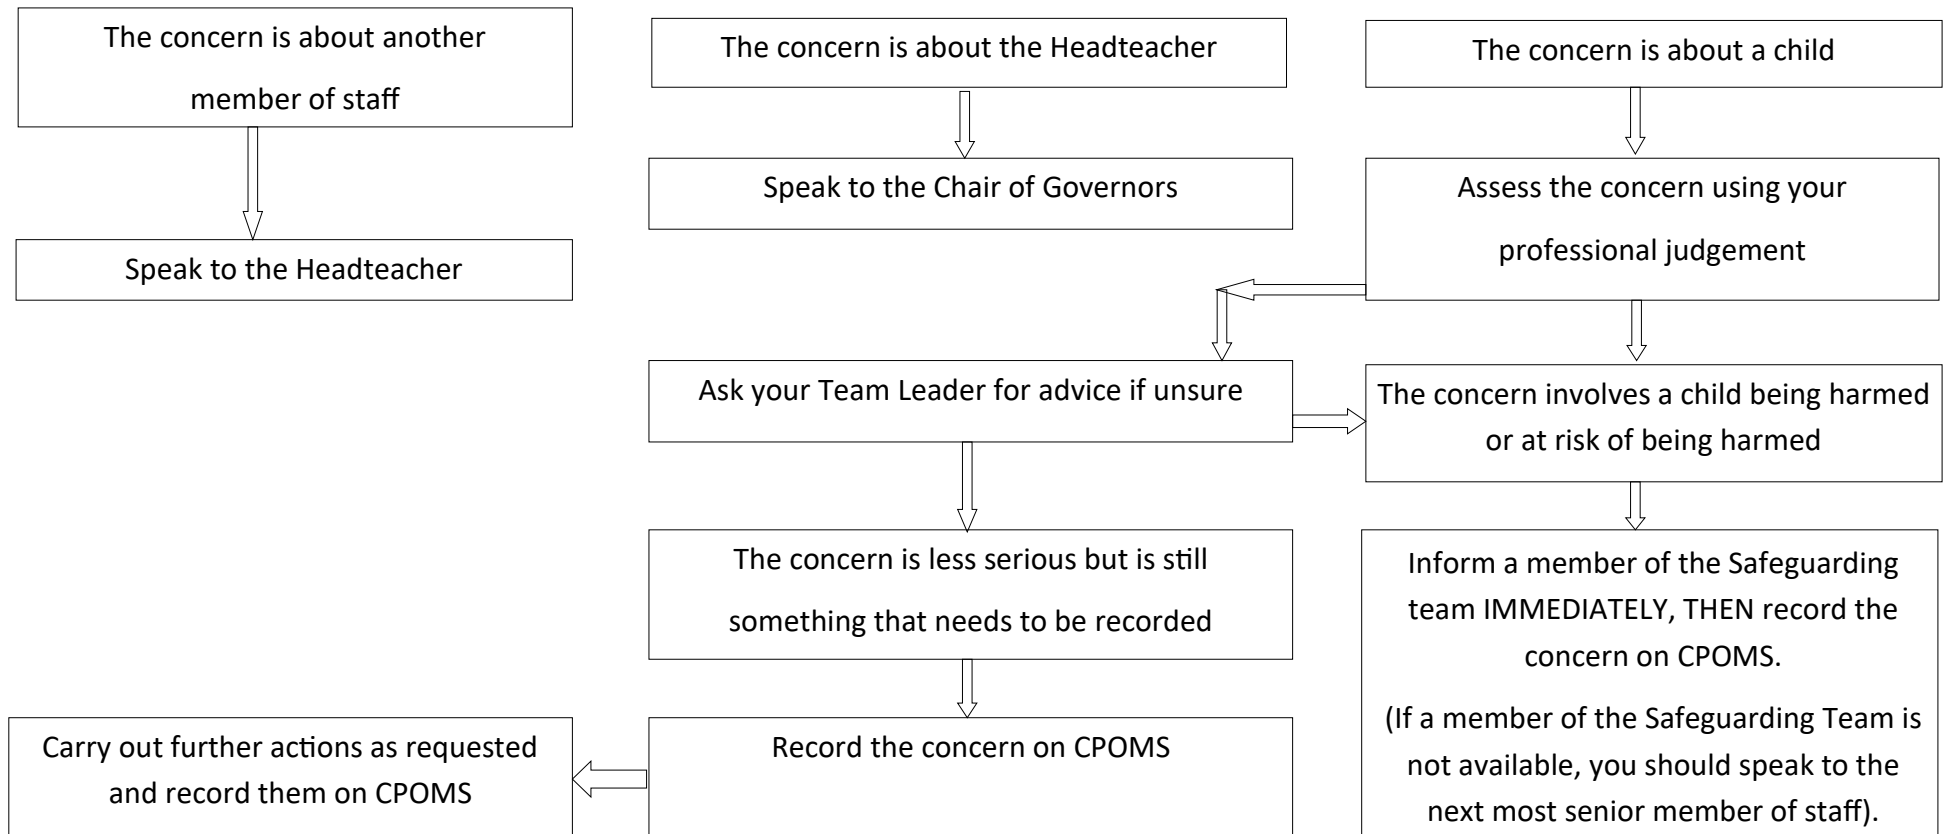 The concern is about another
member of staff
Speak to the Headteacher
The concern is about the Headteacher
Speak to the Chair of Governors
The concern is about a child
Assess the concern using your
professional judgement
Ask your Team Leader for advice if unsure
The concern involves a child being harmed
or at risk of being harmed
The concern is less serious but is still
something that needs to be recorded
Inform a member of the Safeguarding
team IMMEDIATELY, THEN record the
concern on CPOMS.
(If a member of the Safeguarding Team is
not available, you should speak to the
next most senior member of staff).
Record the concern on CPOMS
Carry out further actions as requested
and record them on CPOMS